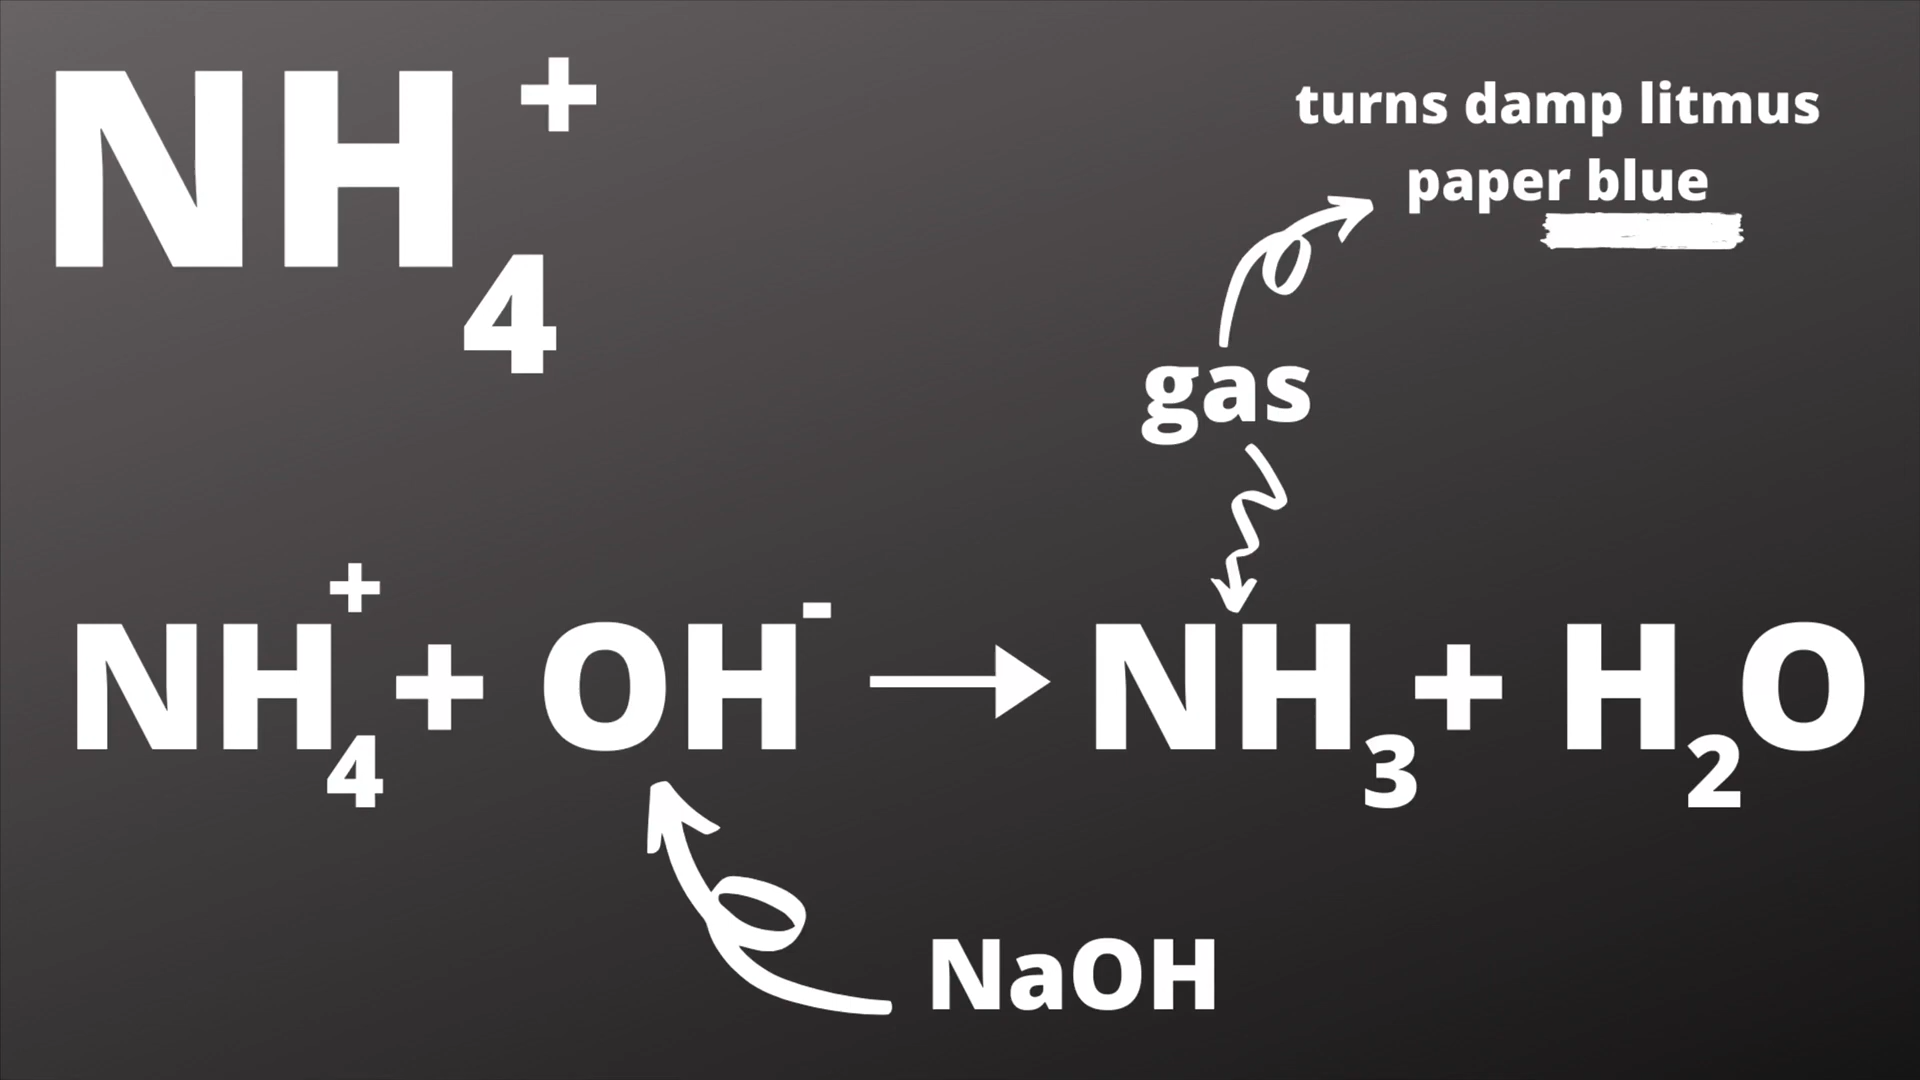 NH₄⁺
turns damp litmus
paper blue
gas
NH₄⁺ + OH⁻ → NH₃ + H₂O
NaOH